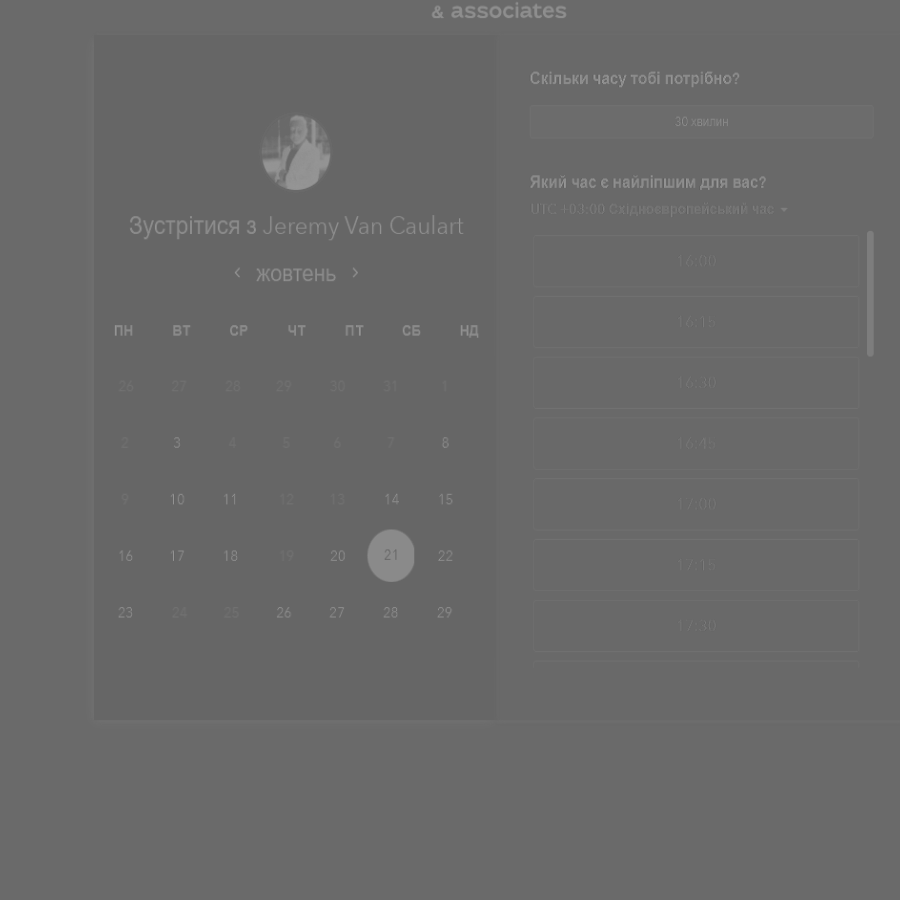 & associates
Зустрітися з Jeremy Van Caulart
‹ жовтень ›
ПН ВТ СР ЧТ ПТ СБ НД
26 27 28 29 30 31 1
2 3 4 5 6 7 8
9 10 11 12 13 14 15
16 17 18 19 20 21 22
23 24 25 26 27 28 29
Скільки часу тобі потрібно?
30 хвилин
Який час є найліпшим для вас?
UTC +03:00 Східноєвропейський час
16:00
16:15
16:30
16:45
17:00
17:15
17:30